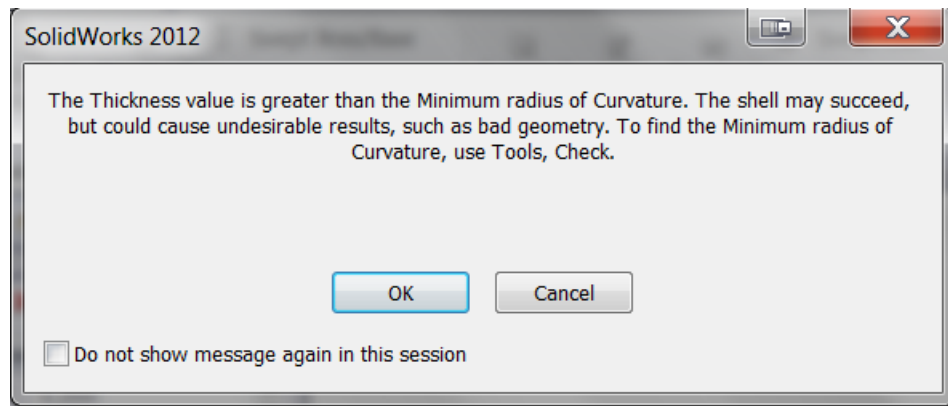 SolidWorks 2012
The Thickness value is greater than the Minimum radius of Curvature. The shell may succeed,
but could cause undesirable results, such as bad geometry. To find the Minimum radius of
Curvature, use Tools, Check.
OK
Cancel
Do not show message again in this session